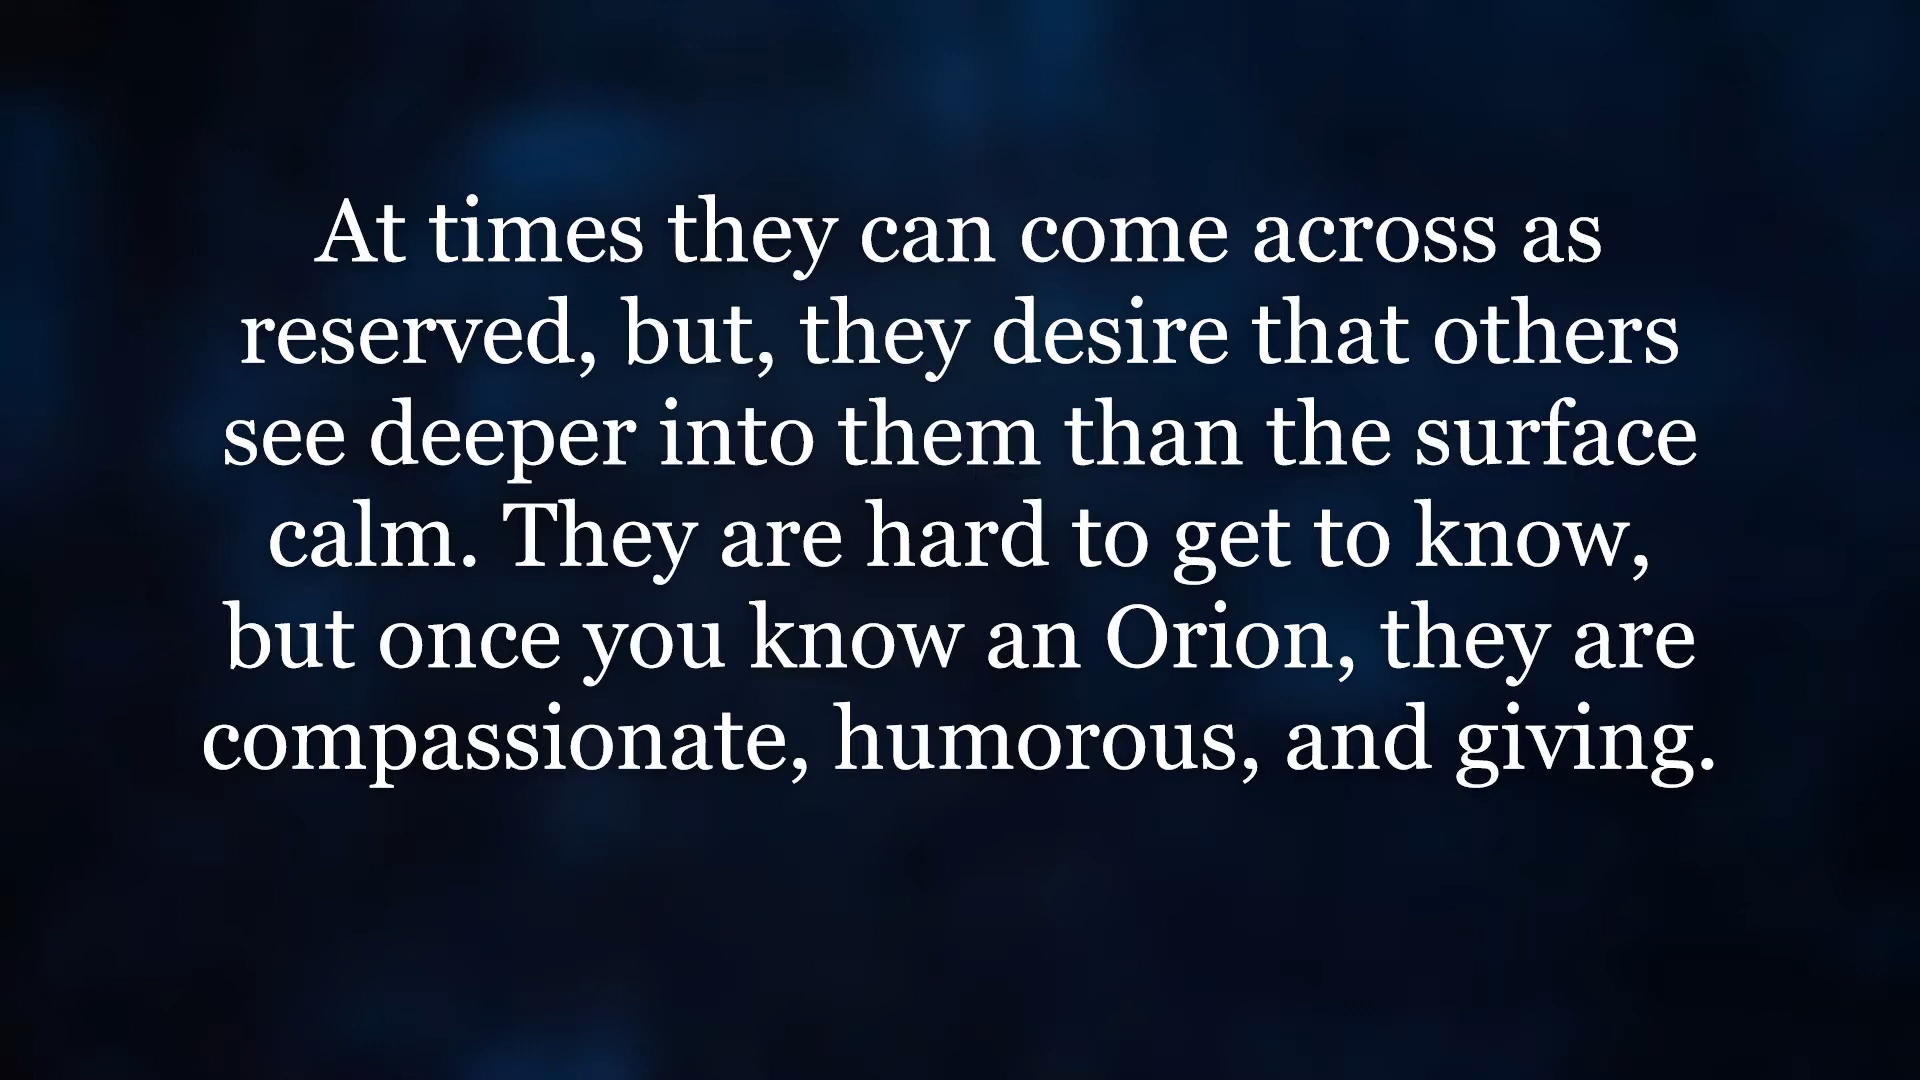 At times they can come across as
reserved, but, they desire that others
see deeper into them than the surface
calm. They are hard to get to know,
but once you know an Orion, they are
compassionate, humorous, and giving.